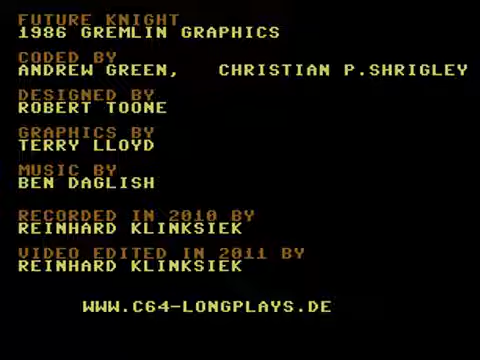 FUTURE KNIGHT
1986 GREMLIN GRAPHICS
CODED BY
ANDREW GREEN, CHRISTIAN P.SHRIGLEY
DESIGNED BY
ROBERT TOONE
GRAPHICS BY
TERRY LLOYD
MUSIC BY
BEN DAGLISH
RECORDED IN 2010 BY
REINHARD KLINKSIEK
VIDEO EDITED IN 2011 BY
REINHARD KLINKSIEK
WWW.C64-LONGPLAYS.DE